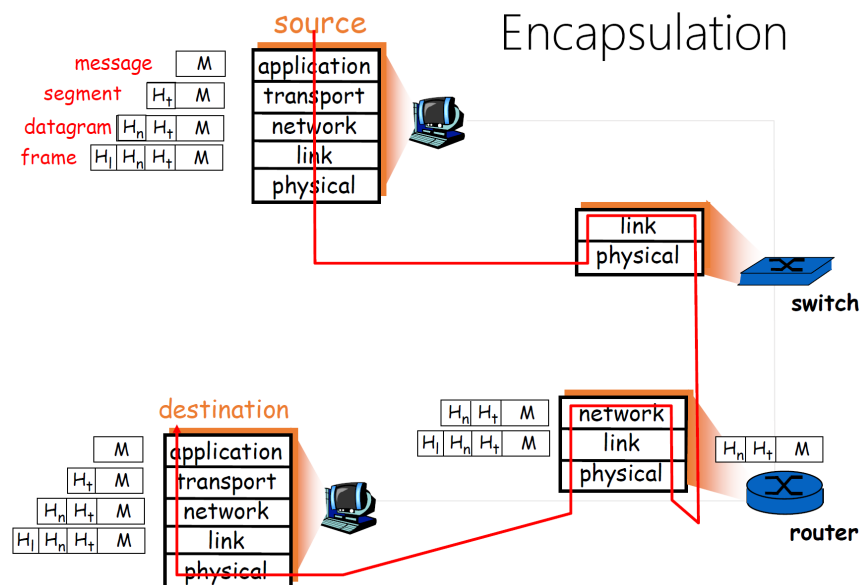 Encapsulation
source
message M
segment Ht M
datagram Hn Ht M
frame Hl Hn Ht M
application
transport
network
link
physical
link
physical
switch
destination
M
Ht M
Hn Ht M
Hl Hn Ht M
application
transport
network
link
physical
Hn Ht M
Hl Hn Ht M
network
link
physical
Hn Ht M
router